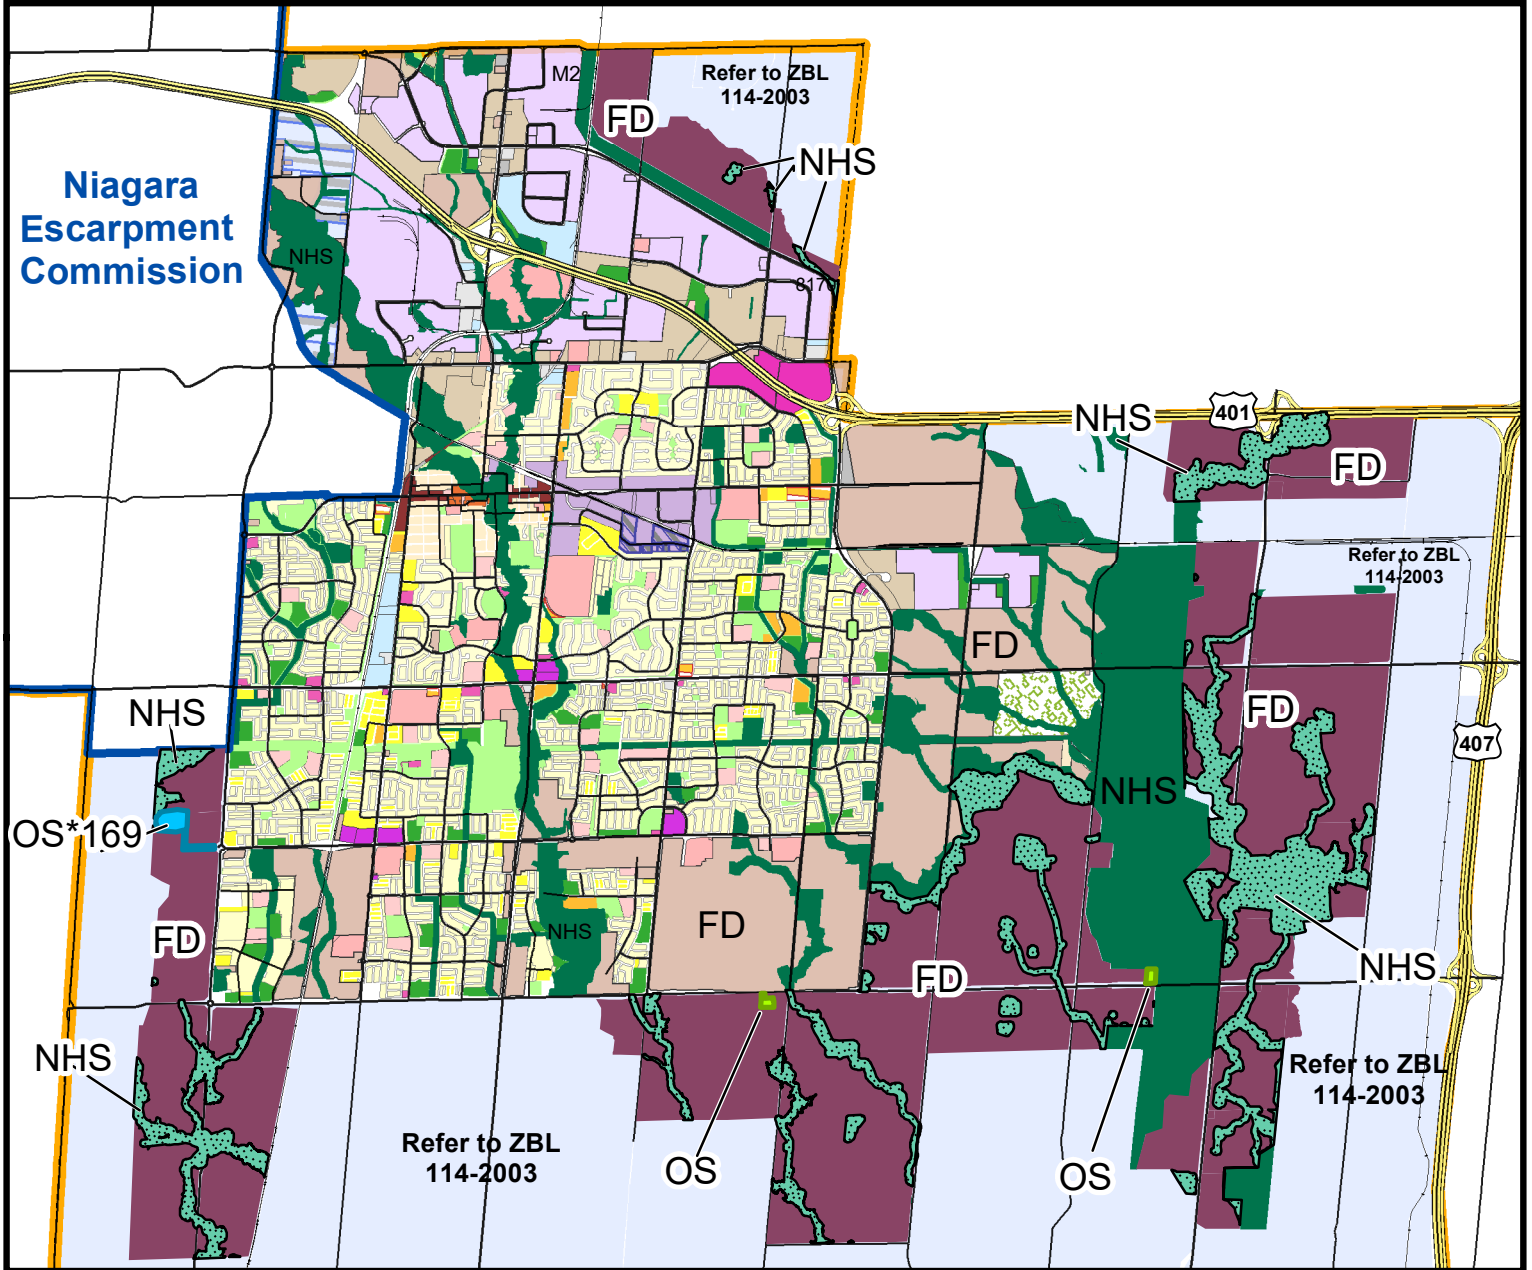 M2
Refer to ZBL
114-2003
FD
NHS
Niagara
Escarpment
Commission
NHS
401
NHS
FD
Refer to ZBL
114-2003
FD
NHS
FD
407
NHS
OS*169
FD
FD
NHS
FD
NHS
NHS
Refer to ZBL
114-2003
Refer to ZBL
114-2003
OS
OS